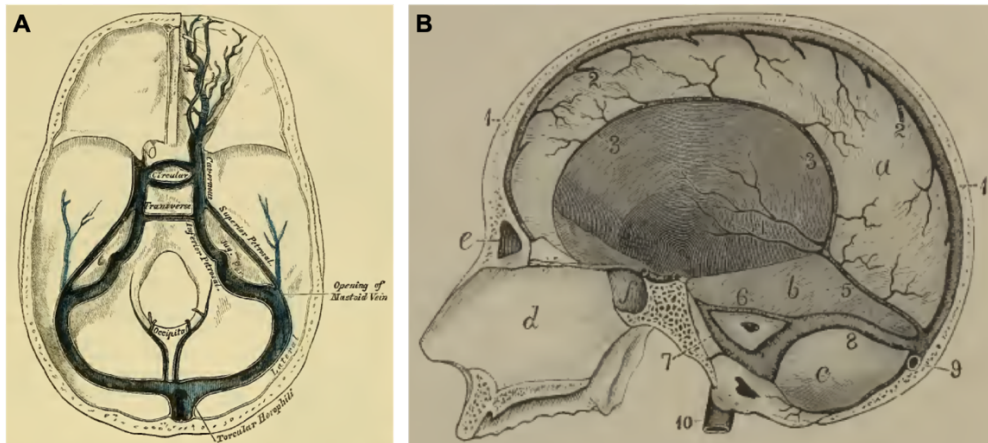 A
Circular
Cavernous
Transverse
Superior Petrosal
Inferior Petrosal
Opening of
Mastoid Vein
Occipital
Lateral
Torcular Herophili
B
1
2
2
3
3
a
1
e
4
d
f
6
b
5
8
7
c
9
10